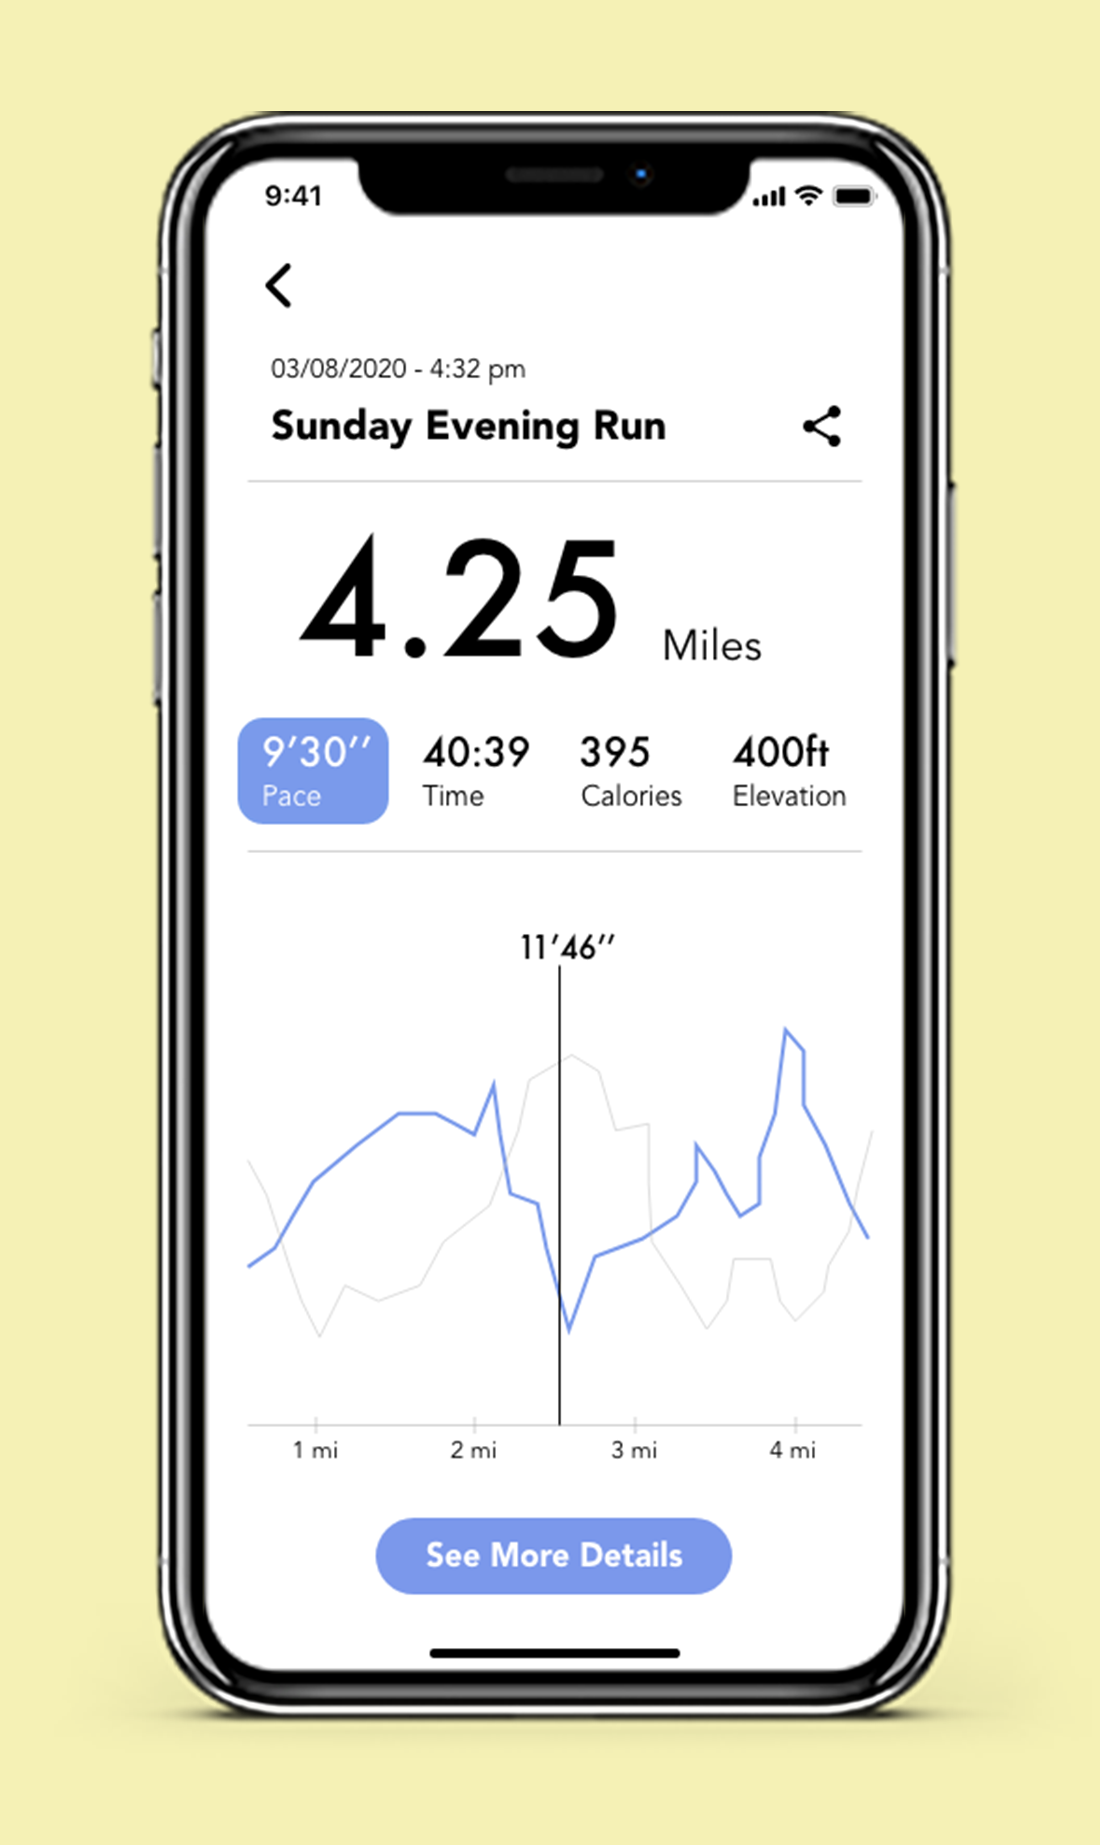 9:41
03/08/2020 - 4:32 pm
Sunday Evening Run
4.25 Miles
9’30’’ 40:39 395 400ft
Pace Time Calories Elevation
11’46’’
1 mi 2 mi 3 mi 4 mi
See More Details